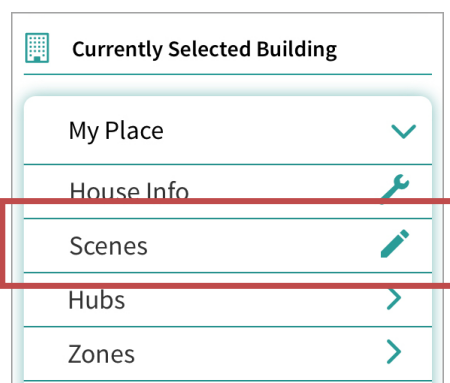 Currently Selected Building
My Place
House Info
Scenes
Hubs
Zones